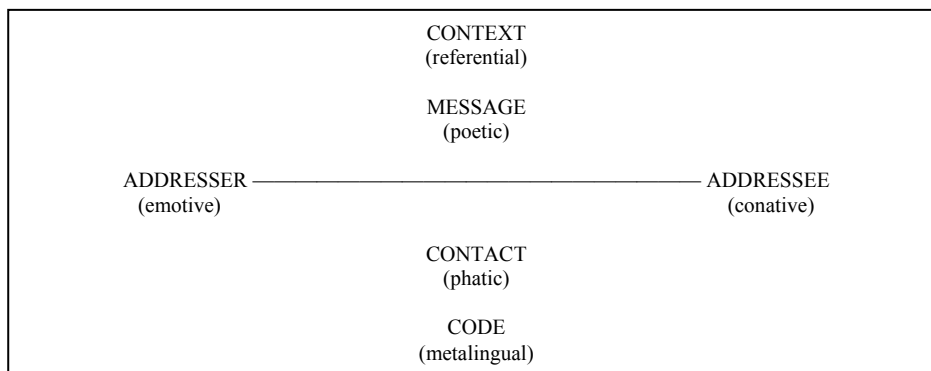 CONTEXT
(referential)
MESSAGE
(poetic)
ADDRESSER ADDRESSEE
(emotive) (conative)
CONTACT
(phatic)
CODE
(metalingual)